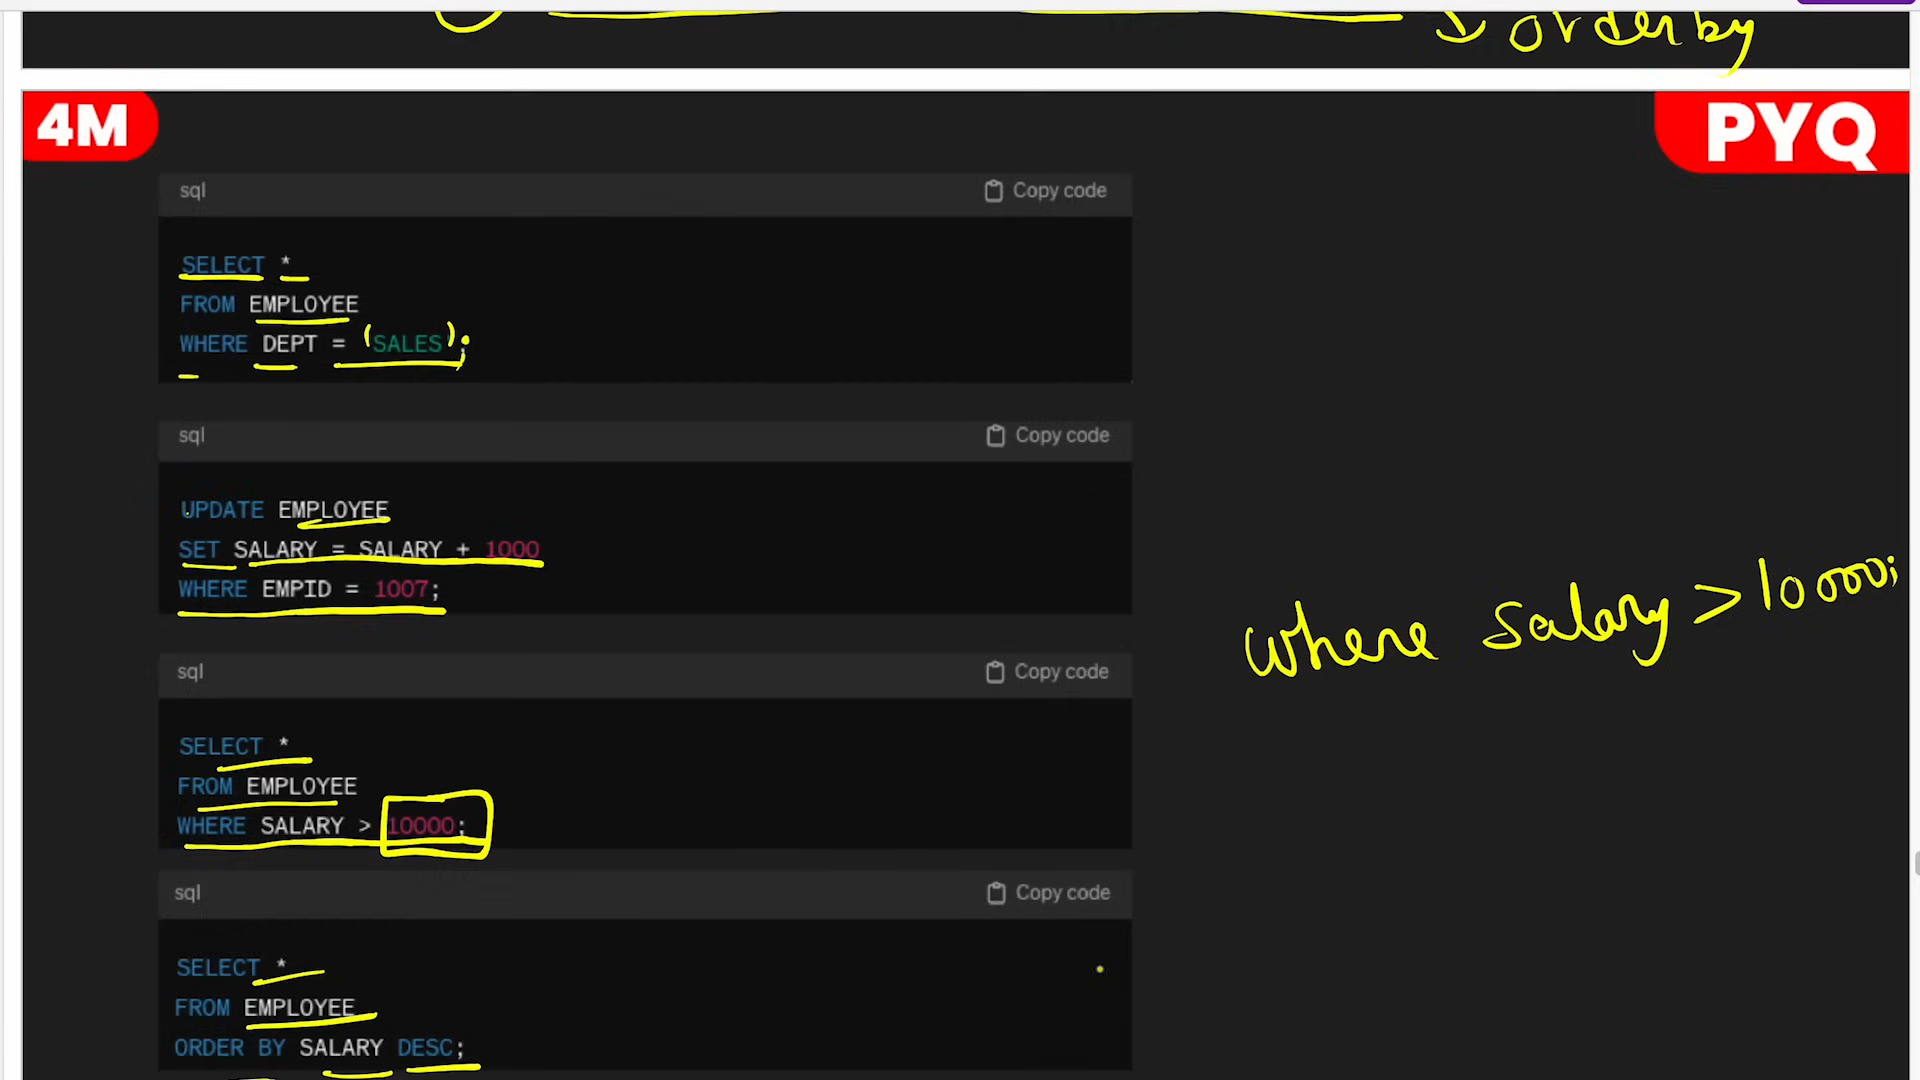 orderby
4M
PYQ
sql
Copy code
SELECT *
FROM EMPLOYEE
WHERE DEPT = 'SALES';
sql
Copy code
UPDATE EMPLOYEE
SET SALARY = SALARY + 1000
WHERE EMPID = 1007;
where salary > 10000;
sql
Copy code
SELECT *
FROM EMPLOYEE
WHERE SALARY > 10000;
sql
Copy code
SELECT *
FROM EMPLOYEE
ORDER BY SALARY DESC;